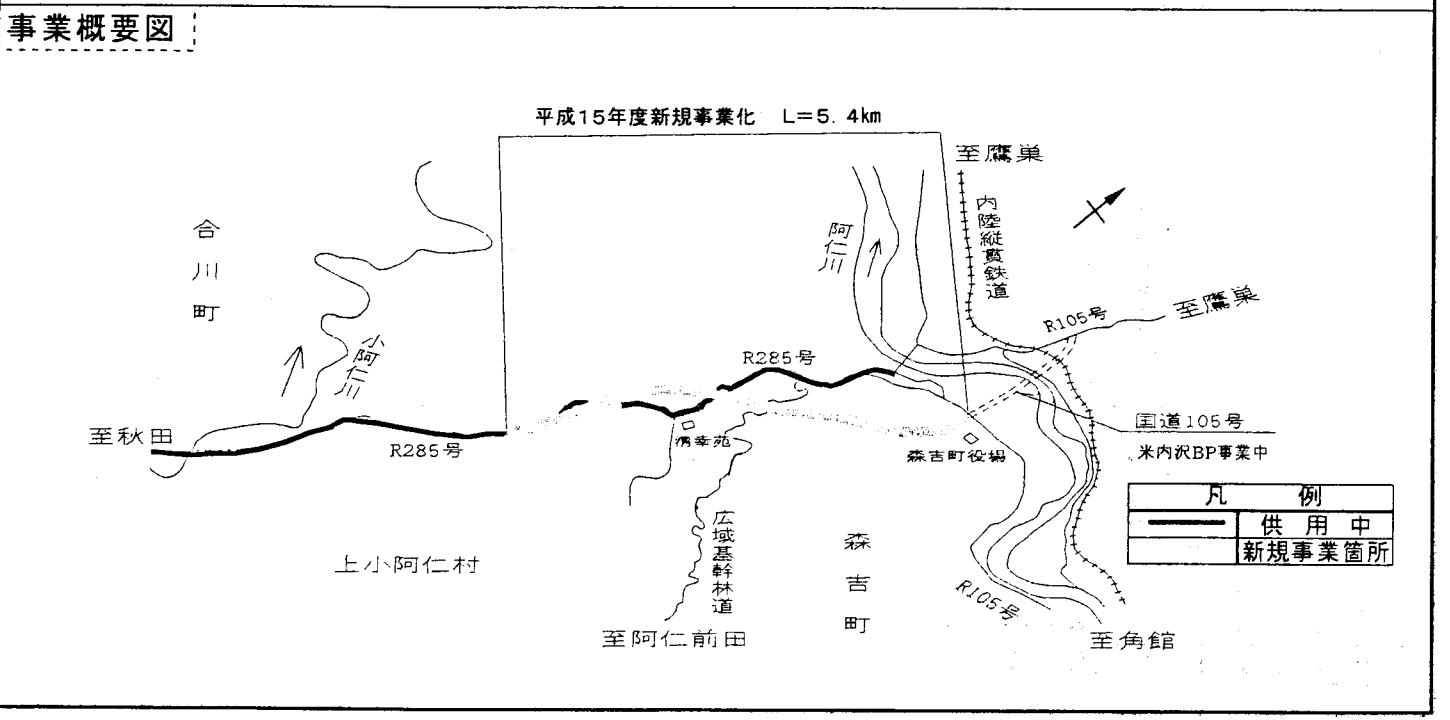 事業概要図
平成15年度新規事業化 L=5.4km
至鷹巣
合川町
小阿仁川
阿仁川
内陸縦貫鉄道
R105号
至鷹巣
R285号
至秋田
R285号
清幸苑
森吉町役場
国道105号
米内沢BP事業中
凡 例
供用中
新規事業箇所
上小阿仁村
広域基幹林道
森吉町
R105号
至阿仁前田
至角館